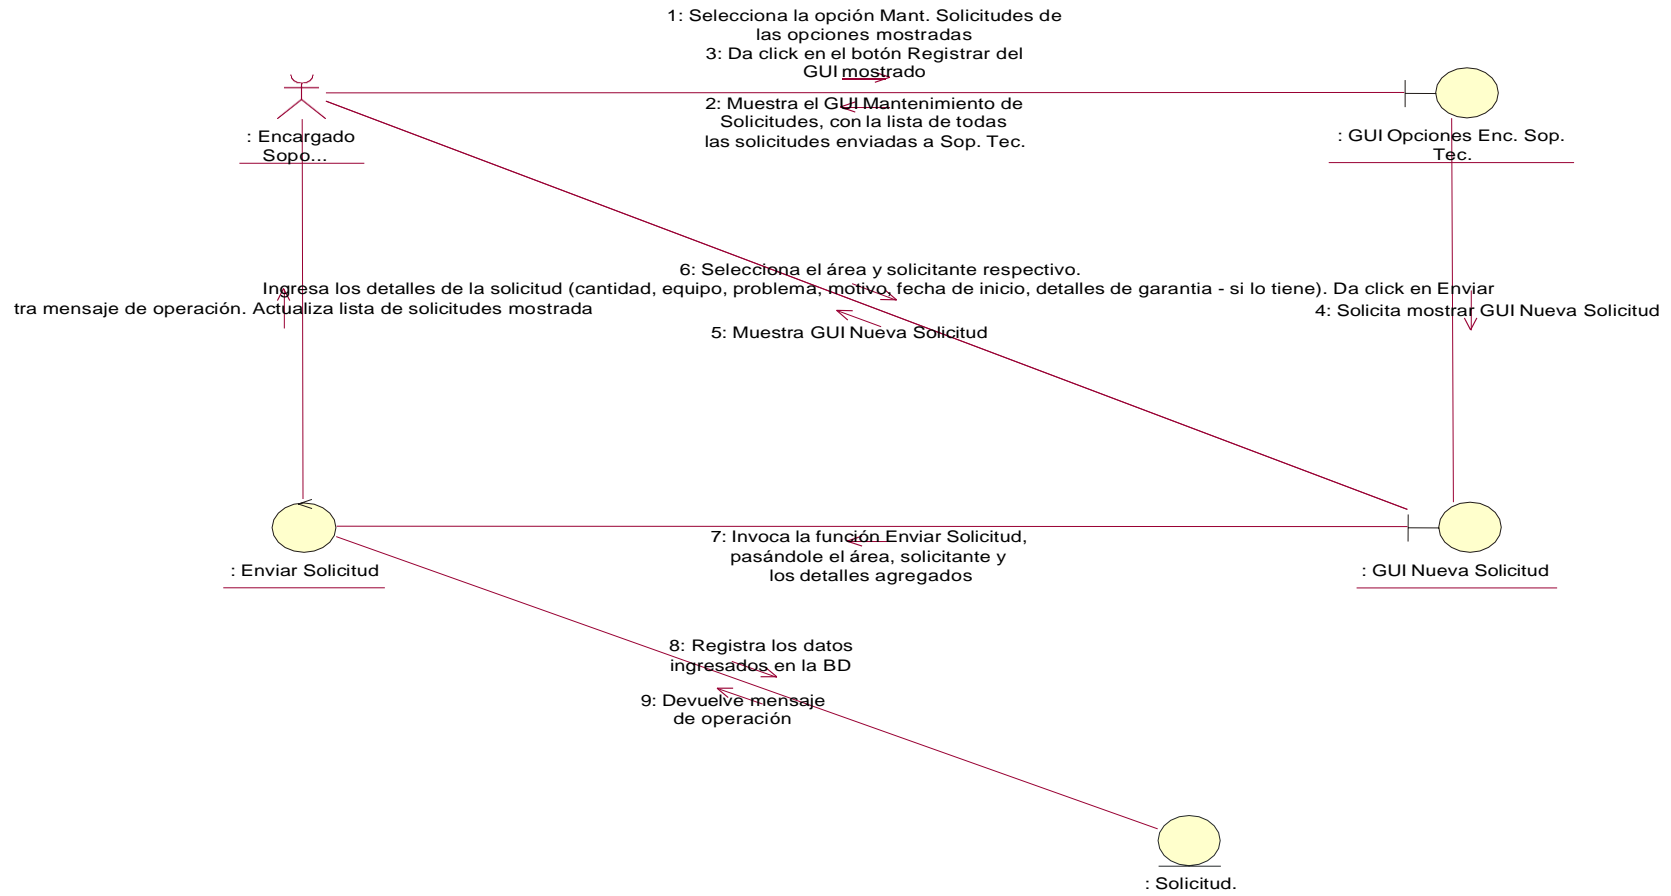 1: Selecciona la opción Mant. Solicitudes de
las opciones mostradas
3: Da click en el botón Registrar del
GUI mostrado
2: Muestra el GUI Mantenimiento de
Solicitudes, con la lista de todas
las solicitudes enviadas a Sop. Tec.
: Encargado
Sopo...
: GUI Opciones Enc. Sop.
Tec.
6: Selecciona el área y solicitante respectivo.
Ingresa los detalles de la solicitud (cantidad, equipo, problema, motivo, fecha de inicio, detalles de garantia - si lo tiene). Da click en Enviar
tra mensaje de operación. Actualiza lista de solicitudes mostrada
4: Solicita mostrar GUI Nueva Solicitud
5: Muestra GUI Nueva Solicitud
7: Invoca la función Enviar Solicitud,
pasándole el área, solicitante y
los detalles agregados
: Enviar Solicitud
: GUI Nueva Solicitud
8: Registra los datos
ingresados en la BD
9: Devuelve mensaje
de operación
: Solicitud.